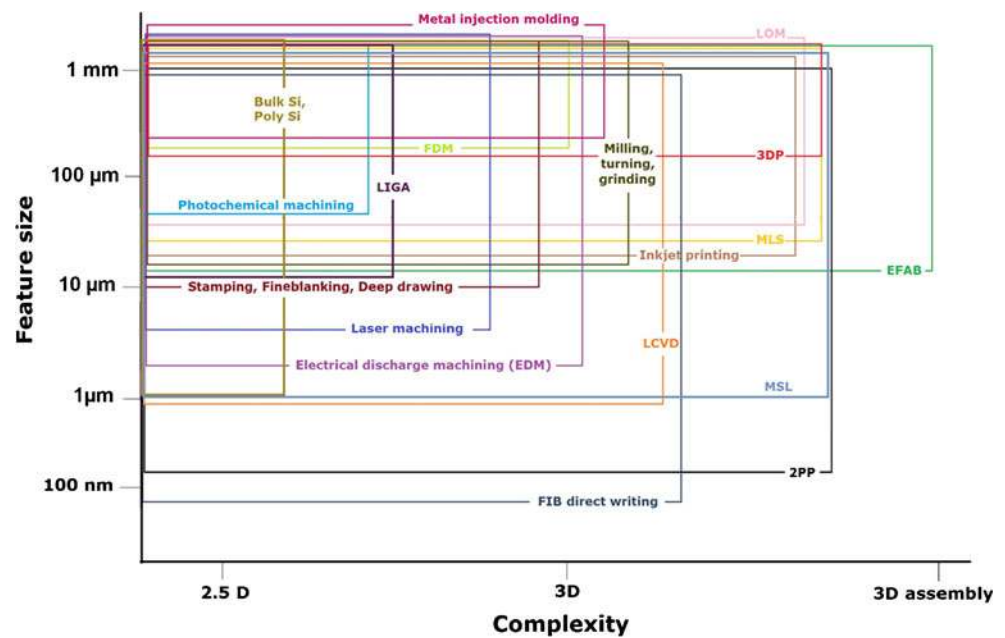 Metal injection molding
LOM
1 mm
Bulk Si,
Poly Si
FDM
Milling,
turning,
grinding
3DP
100 μm
LIGA
Photochemical machining
MLS
Inkjet printing
EFAB
10 μm
Stamping, Fineblanking, Deep drawing
Laser machining
LCVD
Electrical discharge machining (EDM)
MSL
1μm
2PP
100 nm
FIB direct writing
Feature size
2.5 D
3D
3D assembly
Complexity